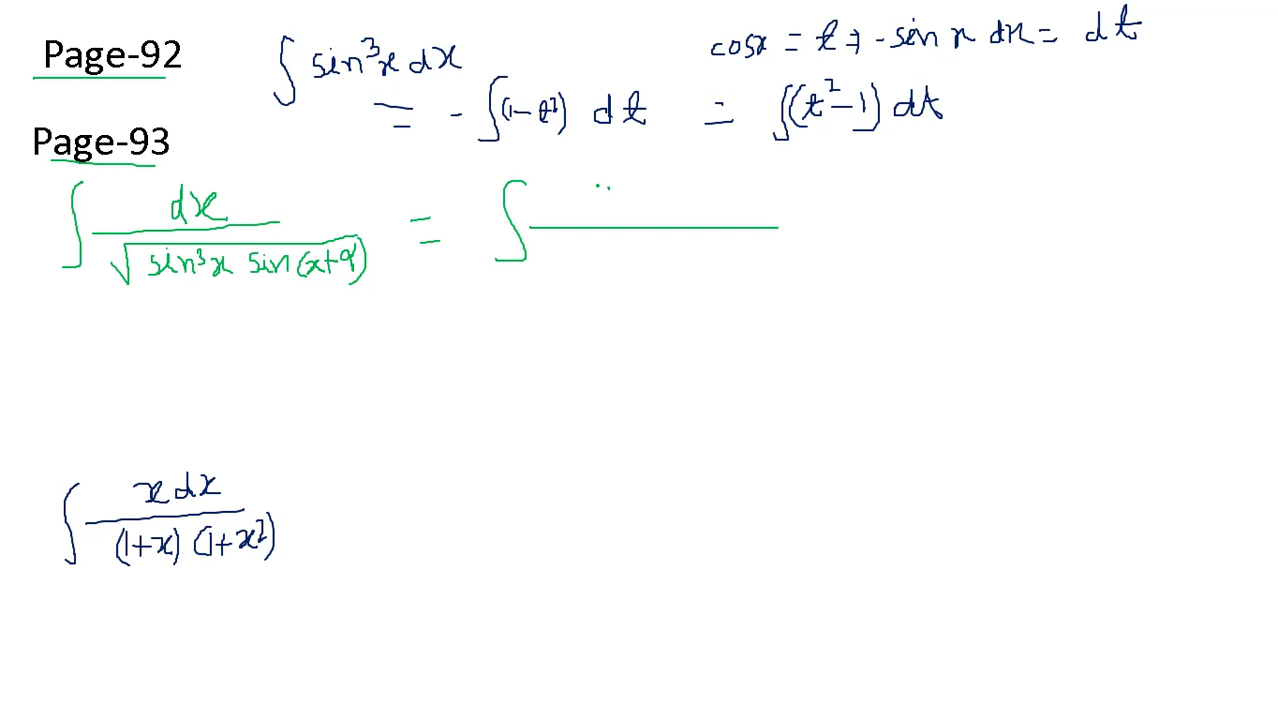 Page-92
∫ sin³x dx    cosx = t ⇒ -sin x dx = dt
= - ∫(1-t²) dt = ∫(t²-1) dt
Page-93
∫ dx / √(sin³x sin(x+α)) = ∫
∫ x dx / ((1+x) (1+x²))